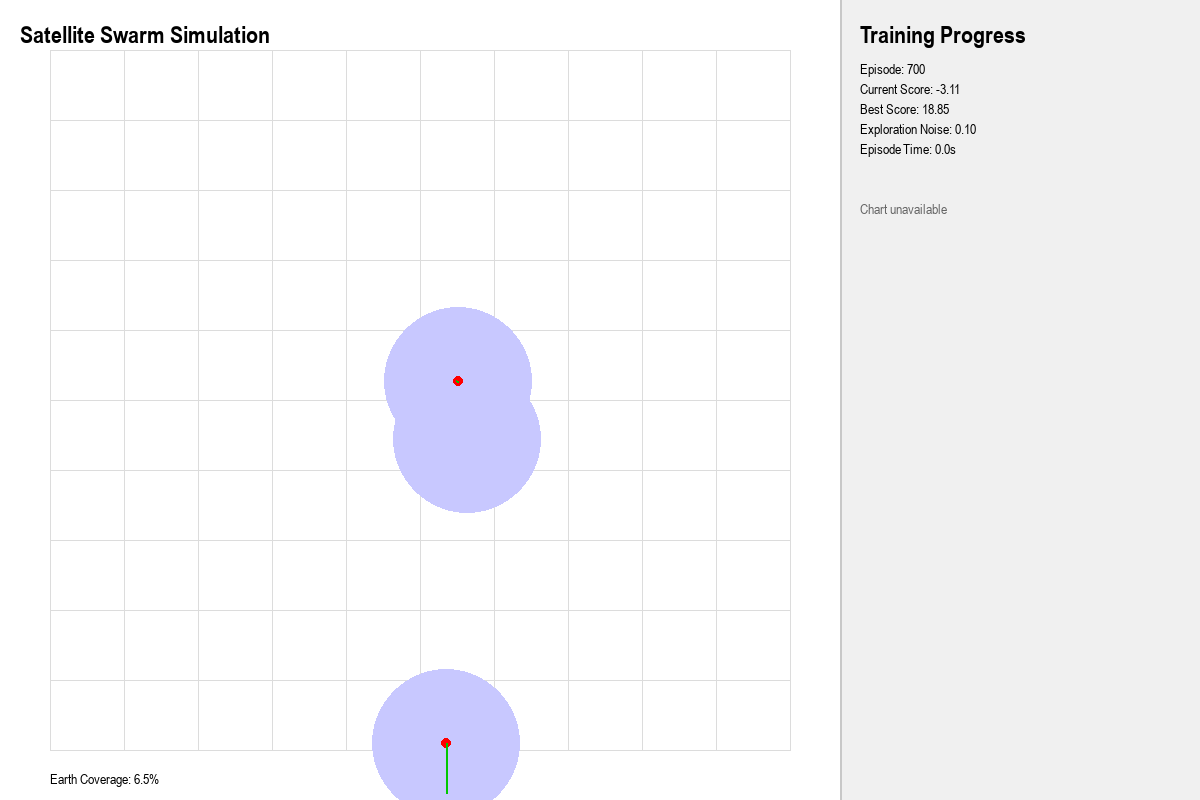 Satellite Swarm Simulation
Earth Coverage: 6.5%
Training Progress
Episode: 700
Current Score: -3.11
Best Score: 18.85
Exploration Noise: 0.10
Episode Time: 0.0s
Chart unavailable